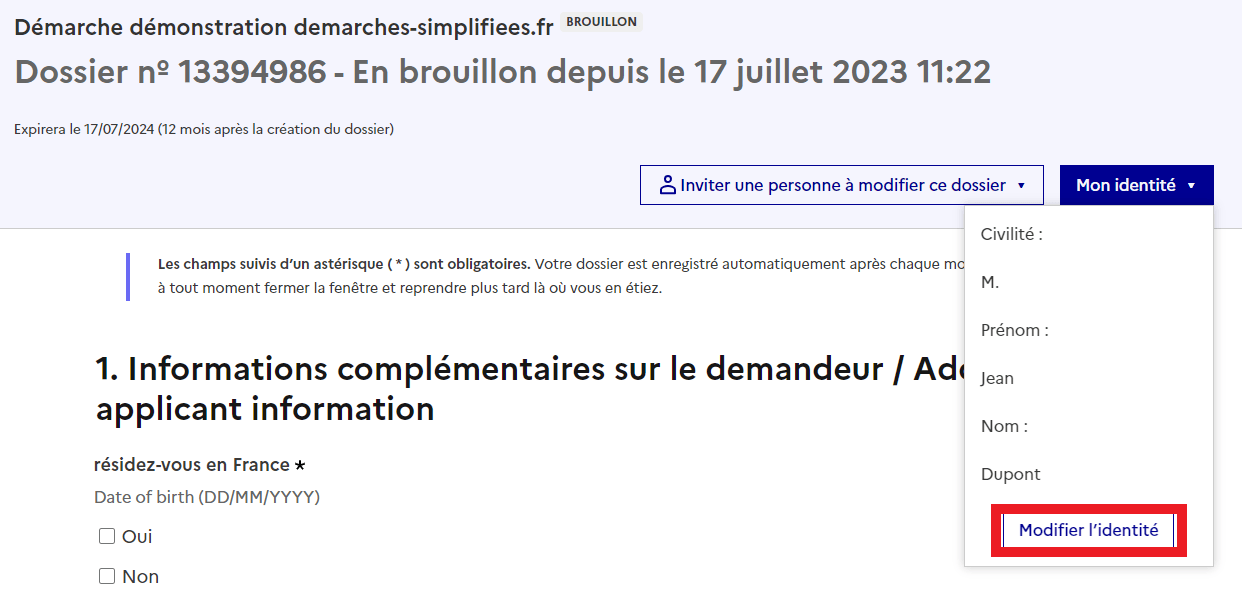 Démarche démonstration demarches-simplifiees.fr BROUILLON
Dossier nº 13394986 - En brouillon depuis le 17 juillet 2023 11:22
Expirera le 17/07/2024 (12 mois après la création du dossier)
Inviter une personne à modifier ce dossier
Mon identité
Civilité :
M.
Prénom :
Jean
Nom :
Dupont
Modifier l’identité
Les champs suivis d’un astérisque ( * ) sont obligatoires. Votre dossier est enregistré automatiquement après chaque
à tout moment fermer la fenêtre et reprendre plus tard là où vous en étiez.
1. Informations complémentaires sur le demandeur /
applicant information
résidez-vous en France *
Date of birth (DD/MM/YYYY)
Oui
Non